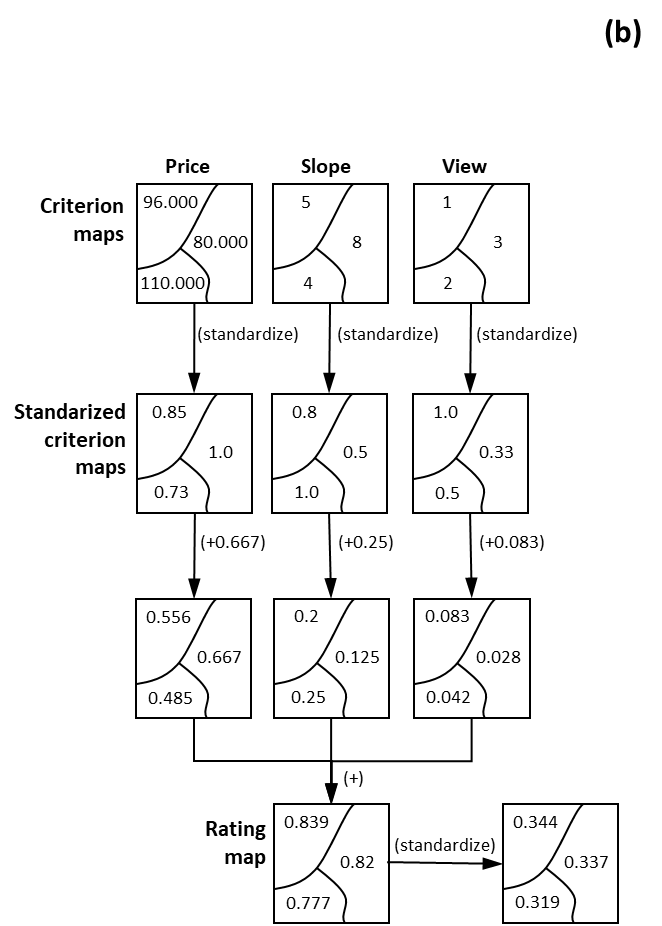 (b)
Price Slope View
Criterion
maps
96.000 5 1
80.000 8 3
110.000 4 2
(standardize) (standardize) (standardize)
Standarized
criterion
maps
0.85 0.8 1.0
1.0 0.5 0.33
0.73 1.0 0.5
(+0.667) (+0.25) (+0.083)
0.556 0.2 0.083
0.667 0.125 0.028
0.485 0.25 0.042
(+)
Rating
map
0.839 0.344
(standardize)
0.82 0.337
0.777 0.319